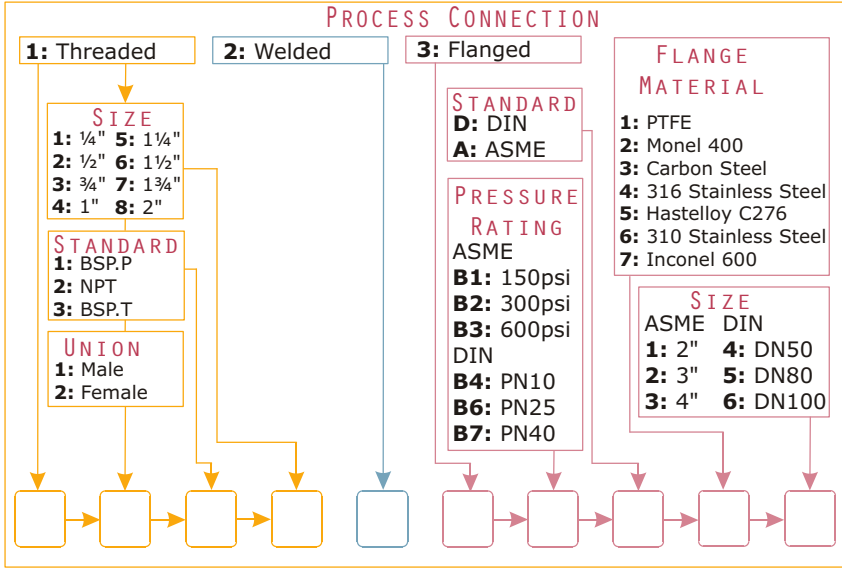 PROCESS CONNECTION
1: Threaded
2: Welded
3: Flanged
SIZE
1: ¼" 5: 1¼"
2: ½" 6: 1½"
3: ¾" 7: 1¾"
4: 1" 8: 2"
STANDARD
1: BSP.P
2: NPT
3: BSP.T
UNION
1: Male
2: Female
STANDARD
D: DIN
A: ASME
PRESSURE
RATING
ASME
B1: 150psi
B2: 300psi
B3: 600psi
DIN
B4: PN10
B6: PN25
B7: PN40
FLANGE
MATERIAL
1: PTFE
2: Monel 400
3: Carbon Steel
4: 316 Stainless Steel
5: Hastelloy C276
6: 310 Stainless Steel
7: Inconel 600
SIZE
ASME DIN
1: 2" 4: DN50
2: 3" 5: DN80
3: 4" 6: DN100